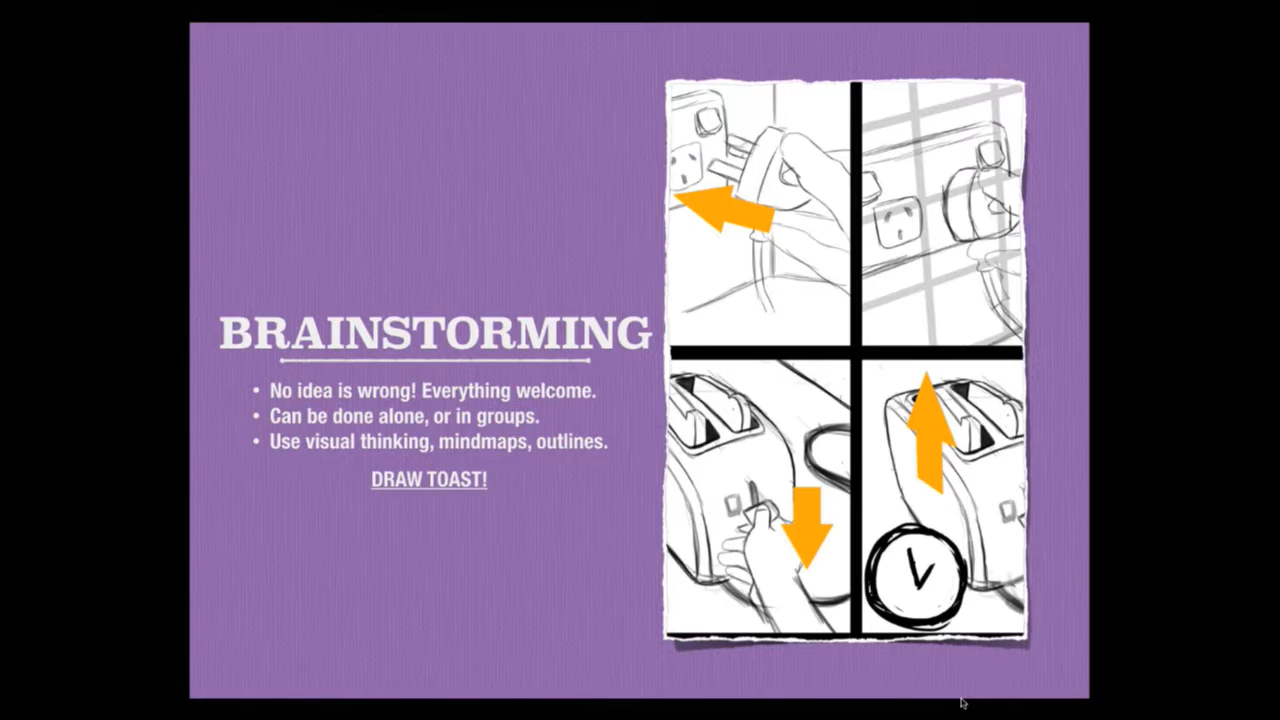 BRAINSTORMING
• No idea is wrong! Everything welcome.
• Can be done alone, or in groups.
• Use visual thinking, mindmaps, outlines.
DRAW TOAST!